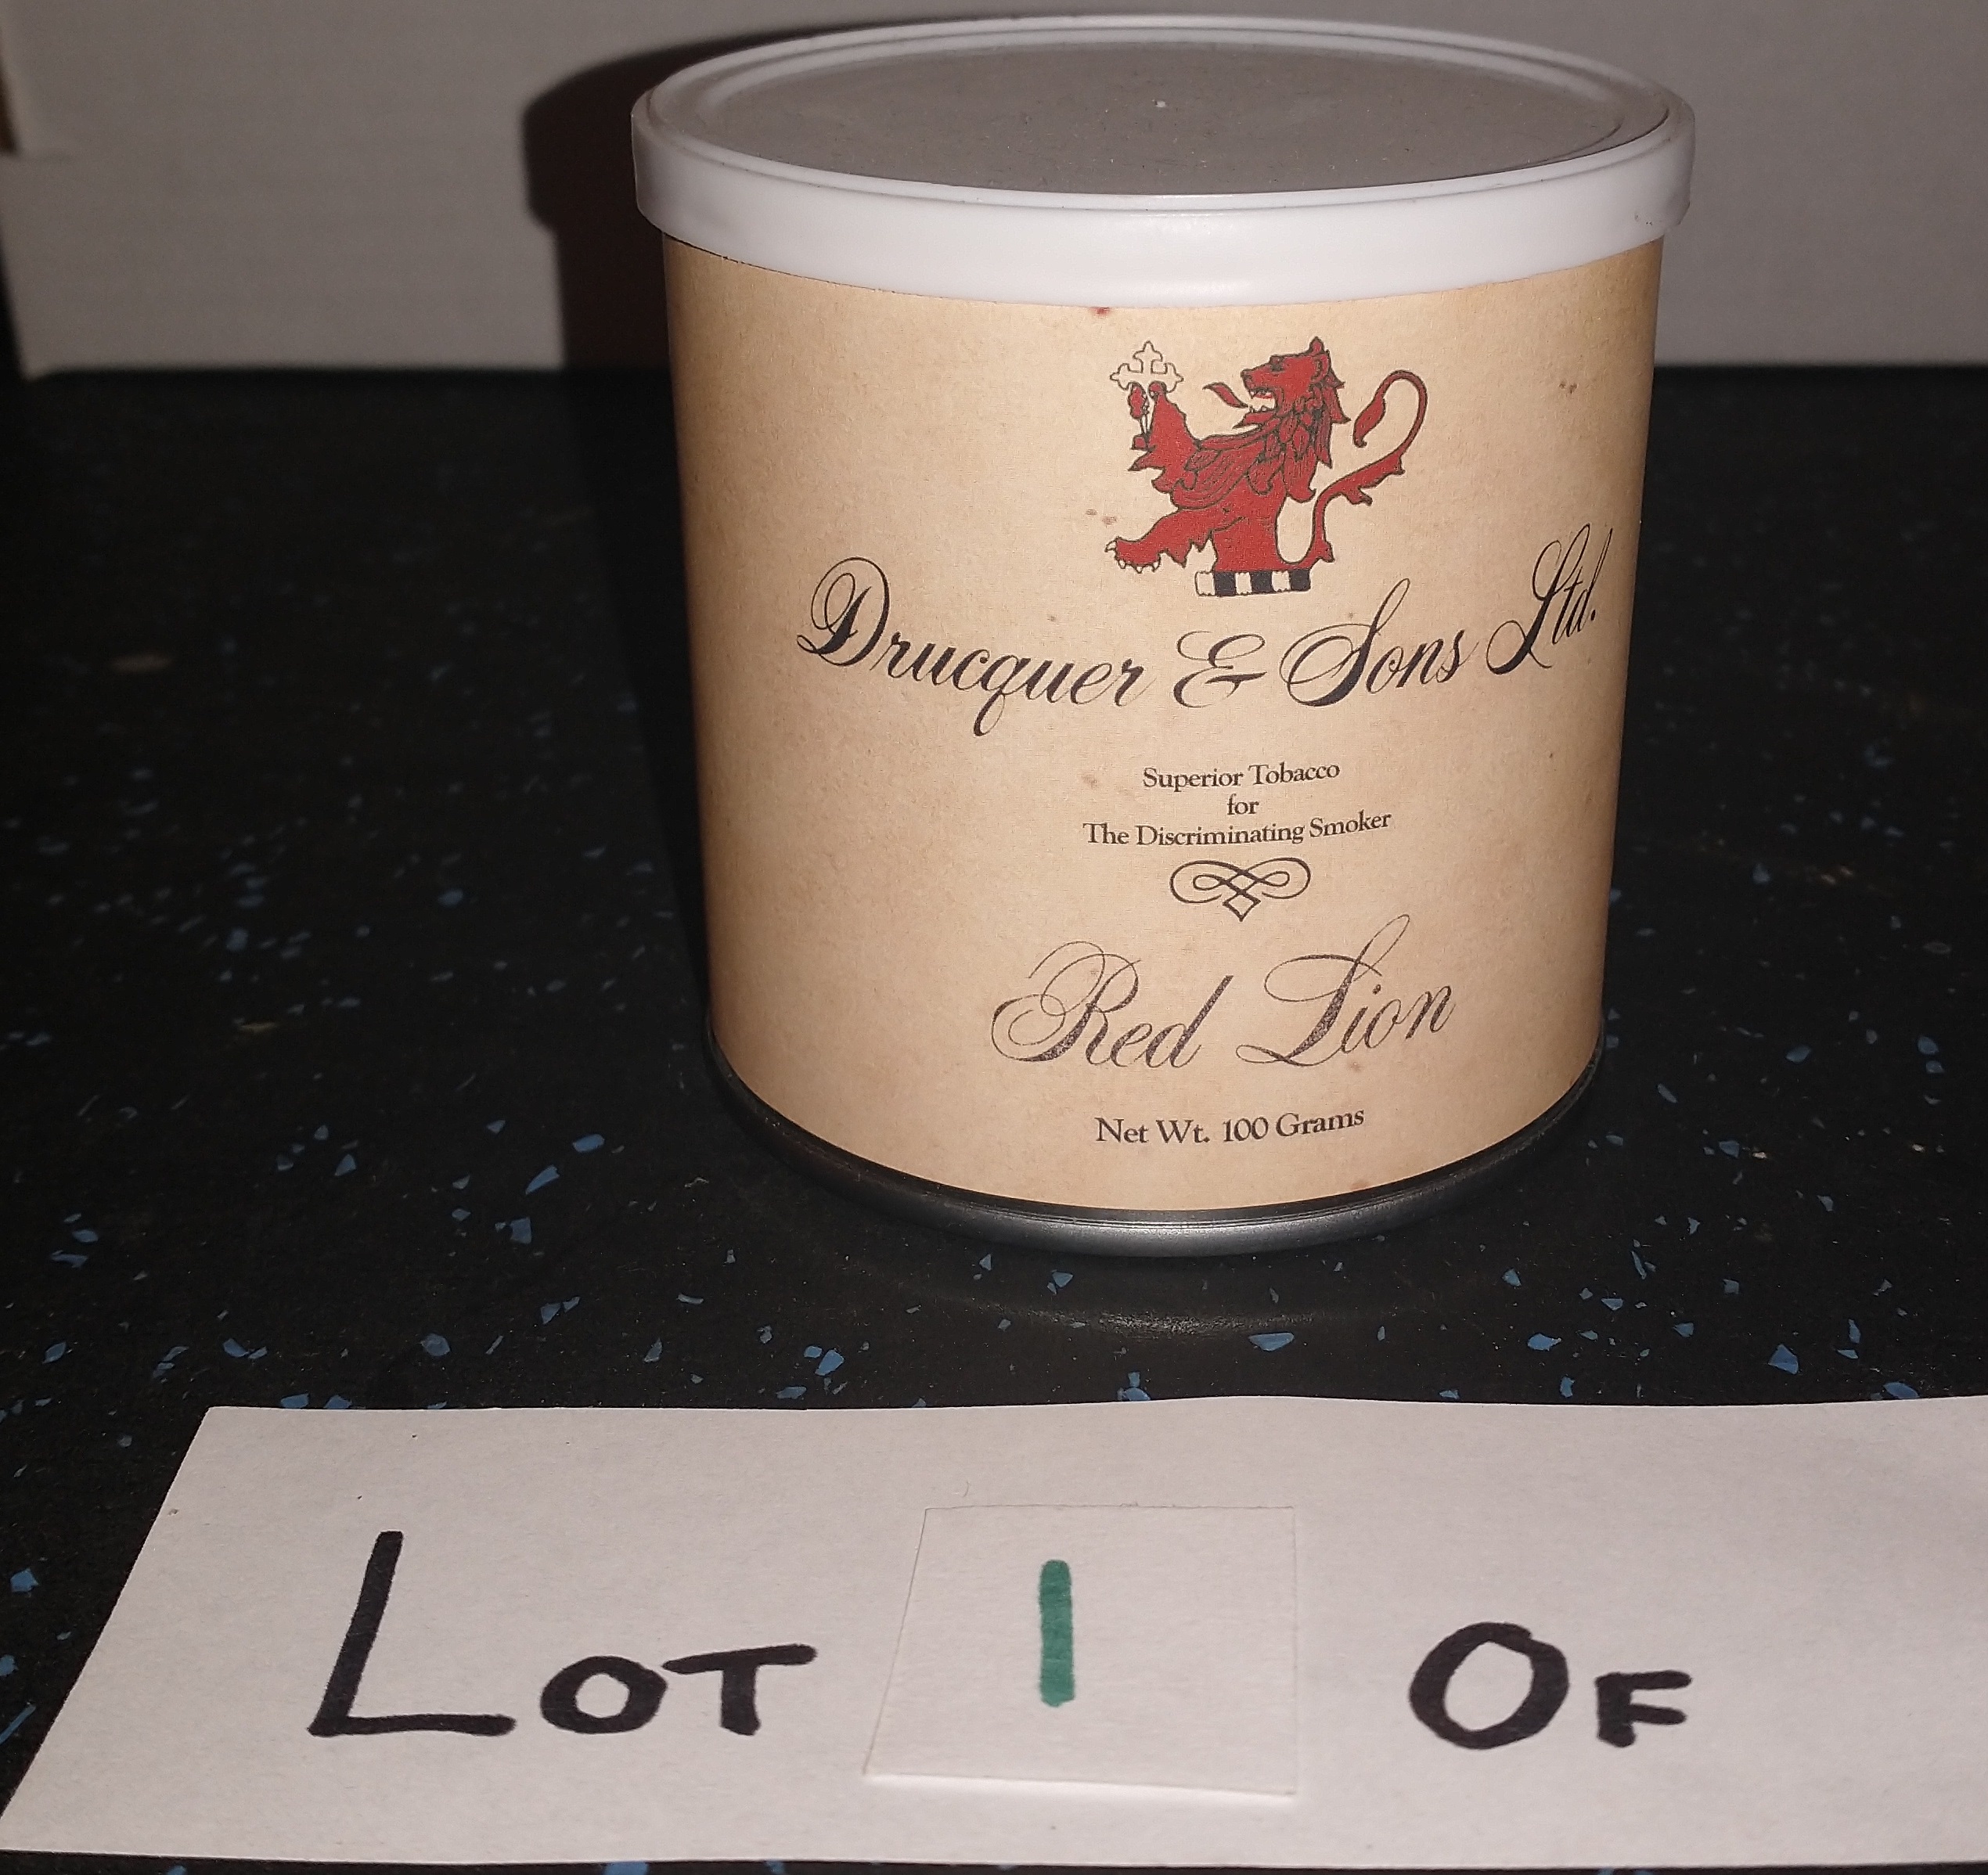 Drucquer & Sons Ltd.
Superior Tobacco
for
The Discriminating Smoker
Red Lion
Net Wt. 100 Grams
LOT 1 OF